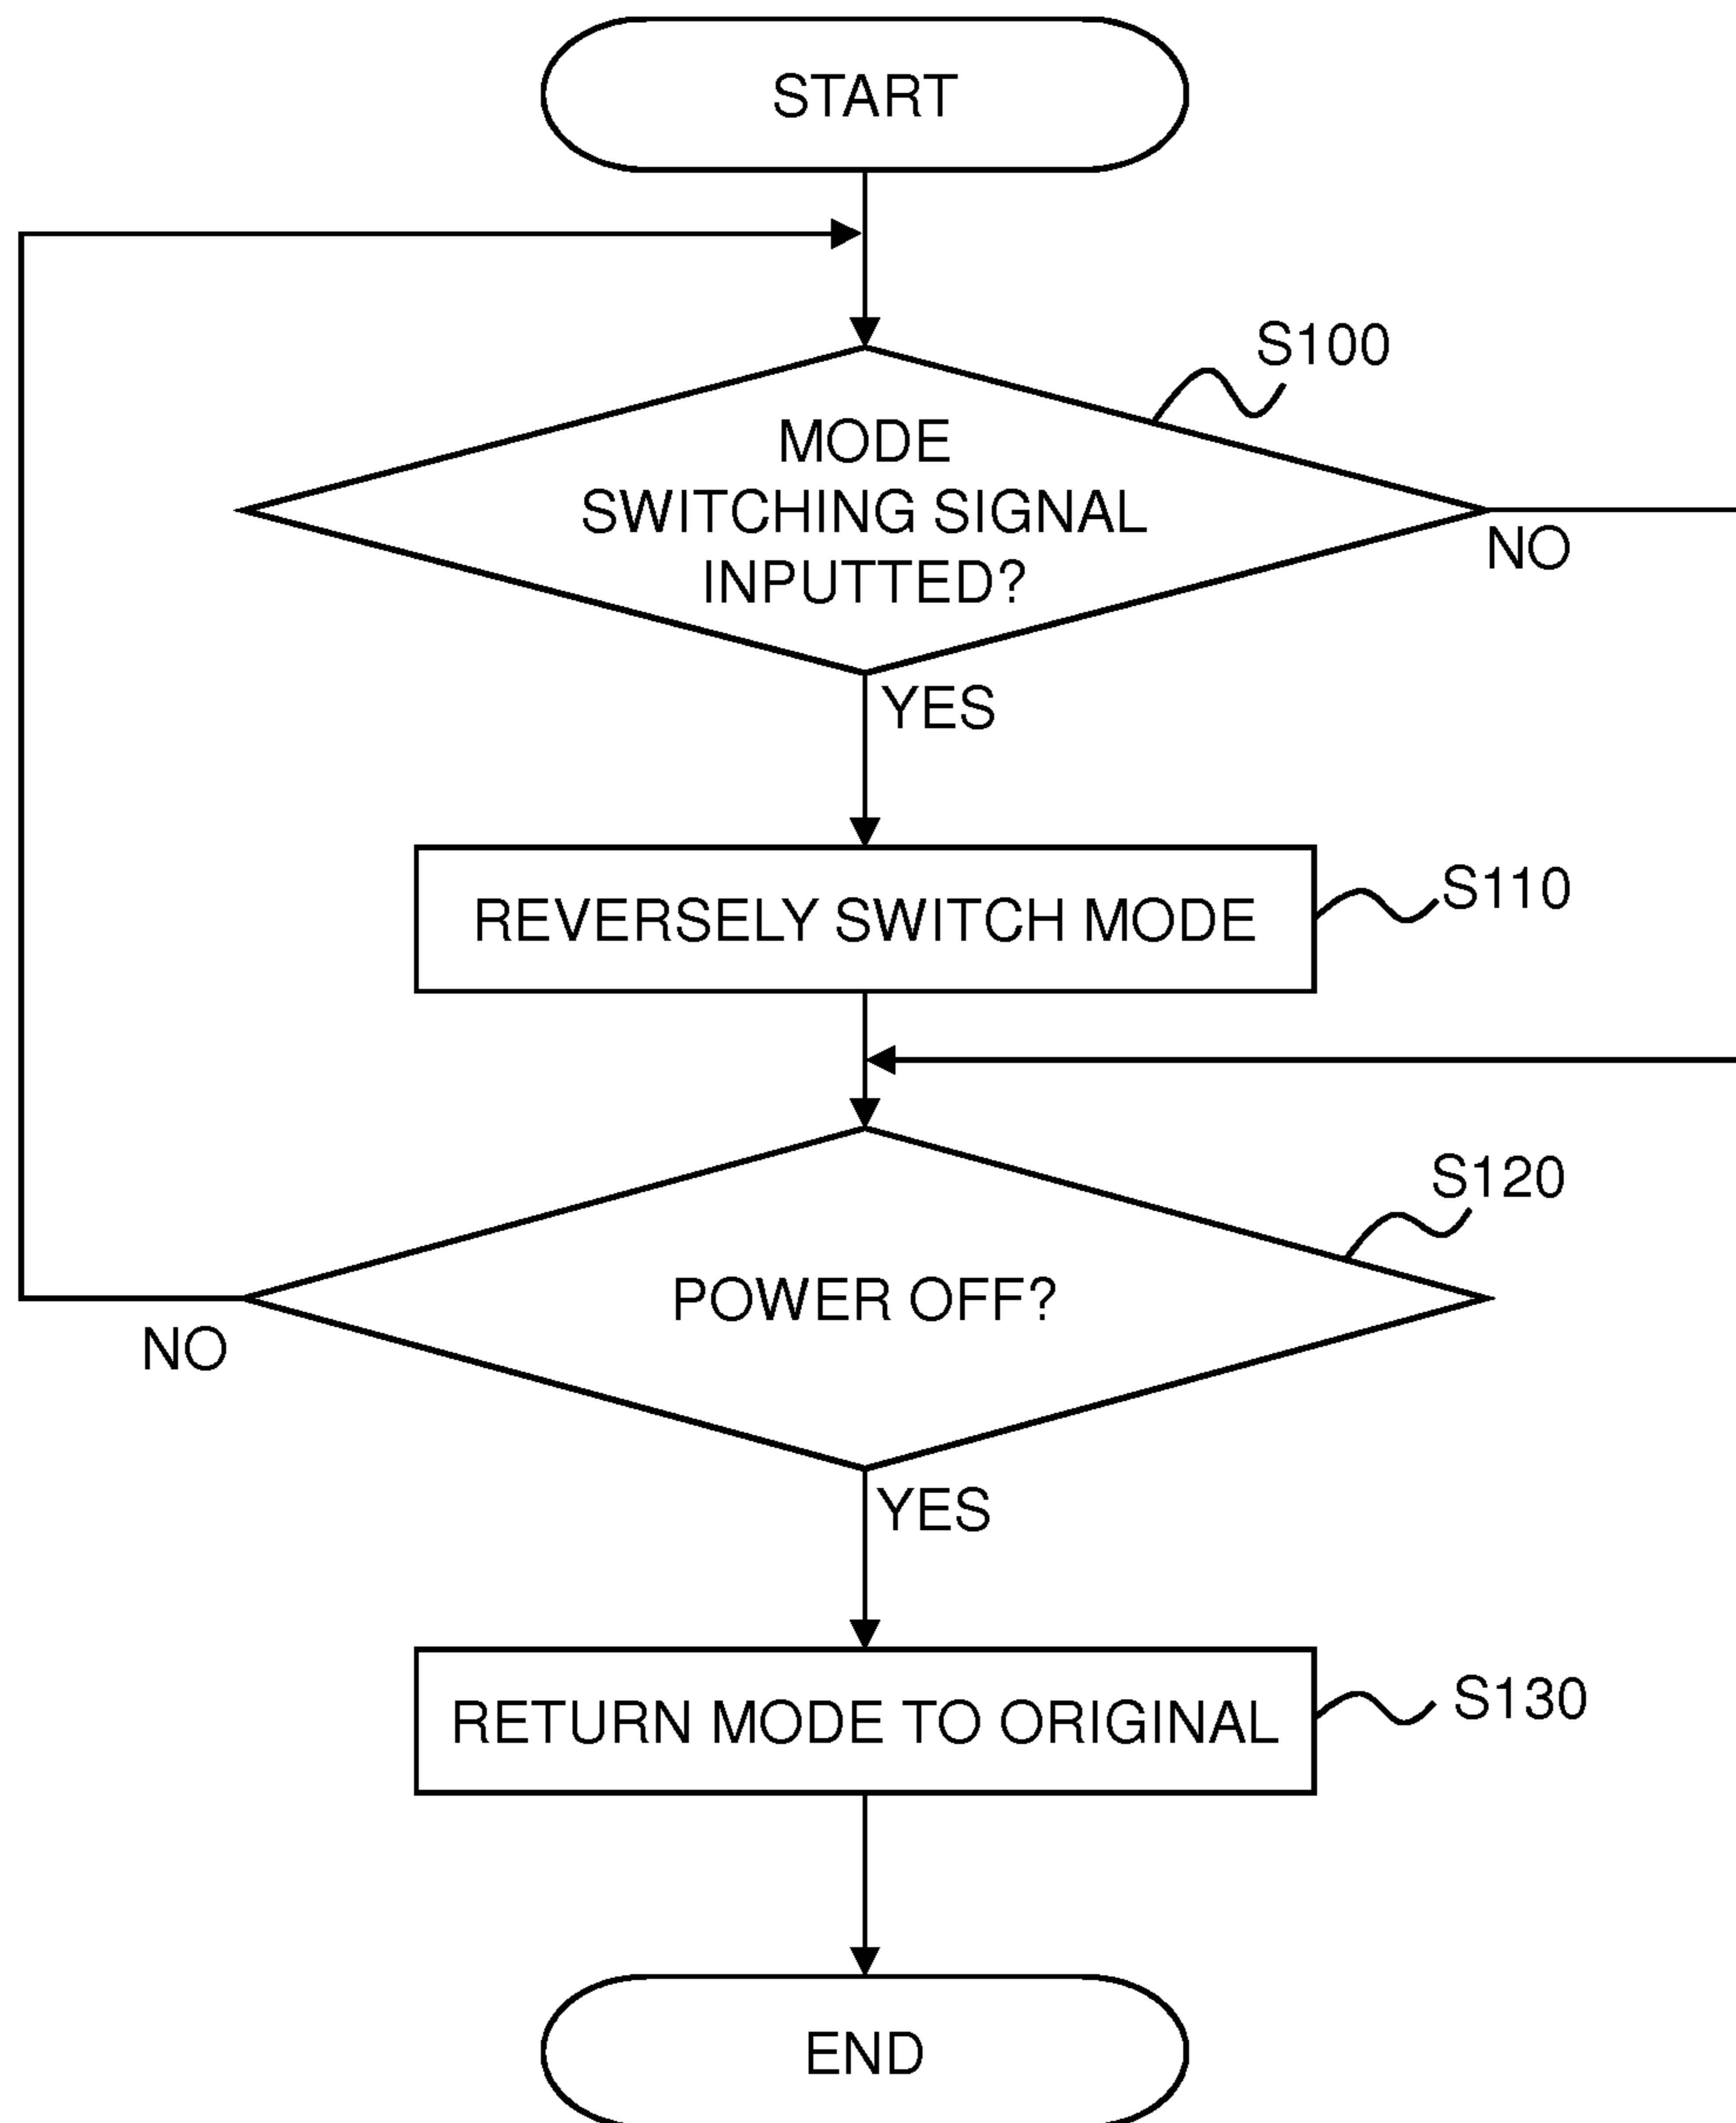 START
S100
MODE
SWITCHING SIGNAL
INPUTTED?
NO
YES
REVERSELY SWITCH MODE
S110
S120
POWER OFF?
NO
YES
RETURN MODE TO ORIGINAL
S130
END